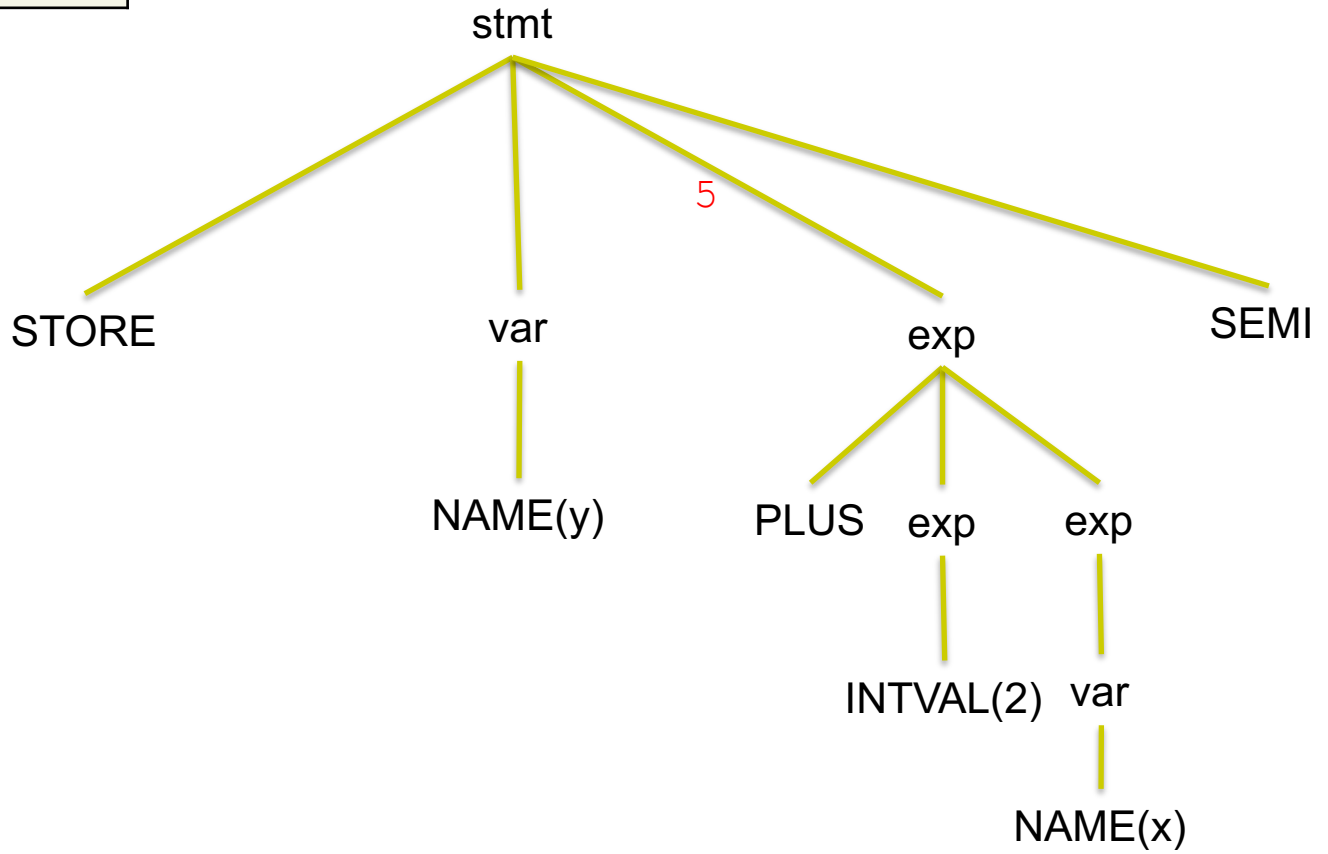 stmt
5
STORE var exp SEMI
NAME(y) PLUS exp exp
INTVAL(2) var
NAME(x)